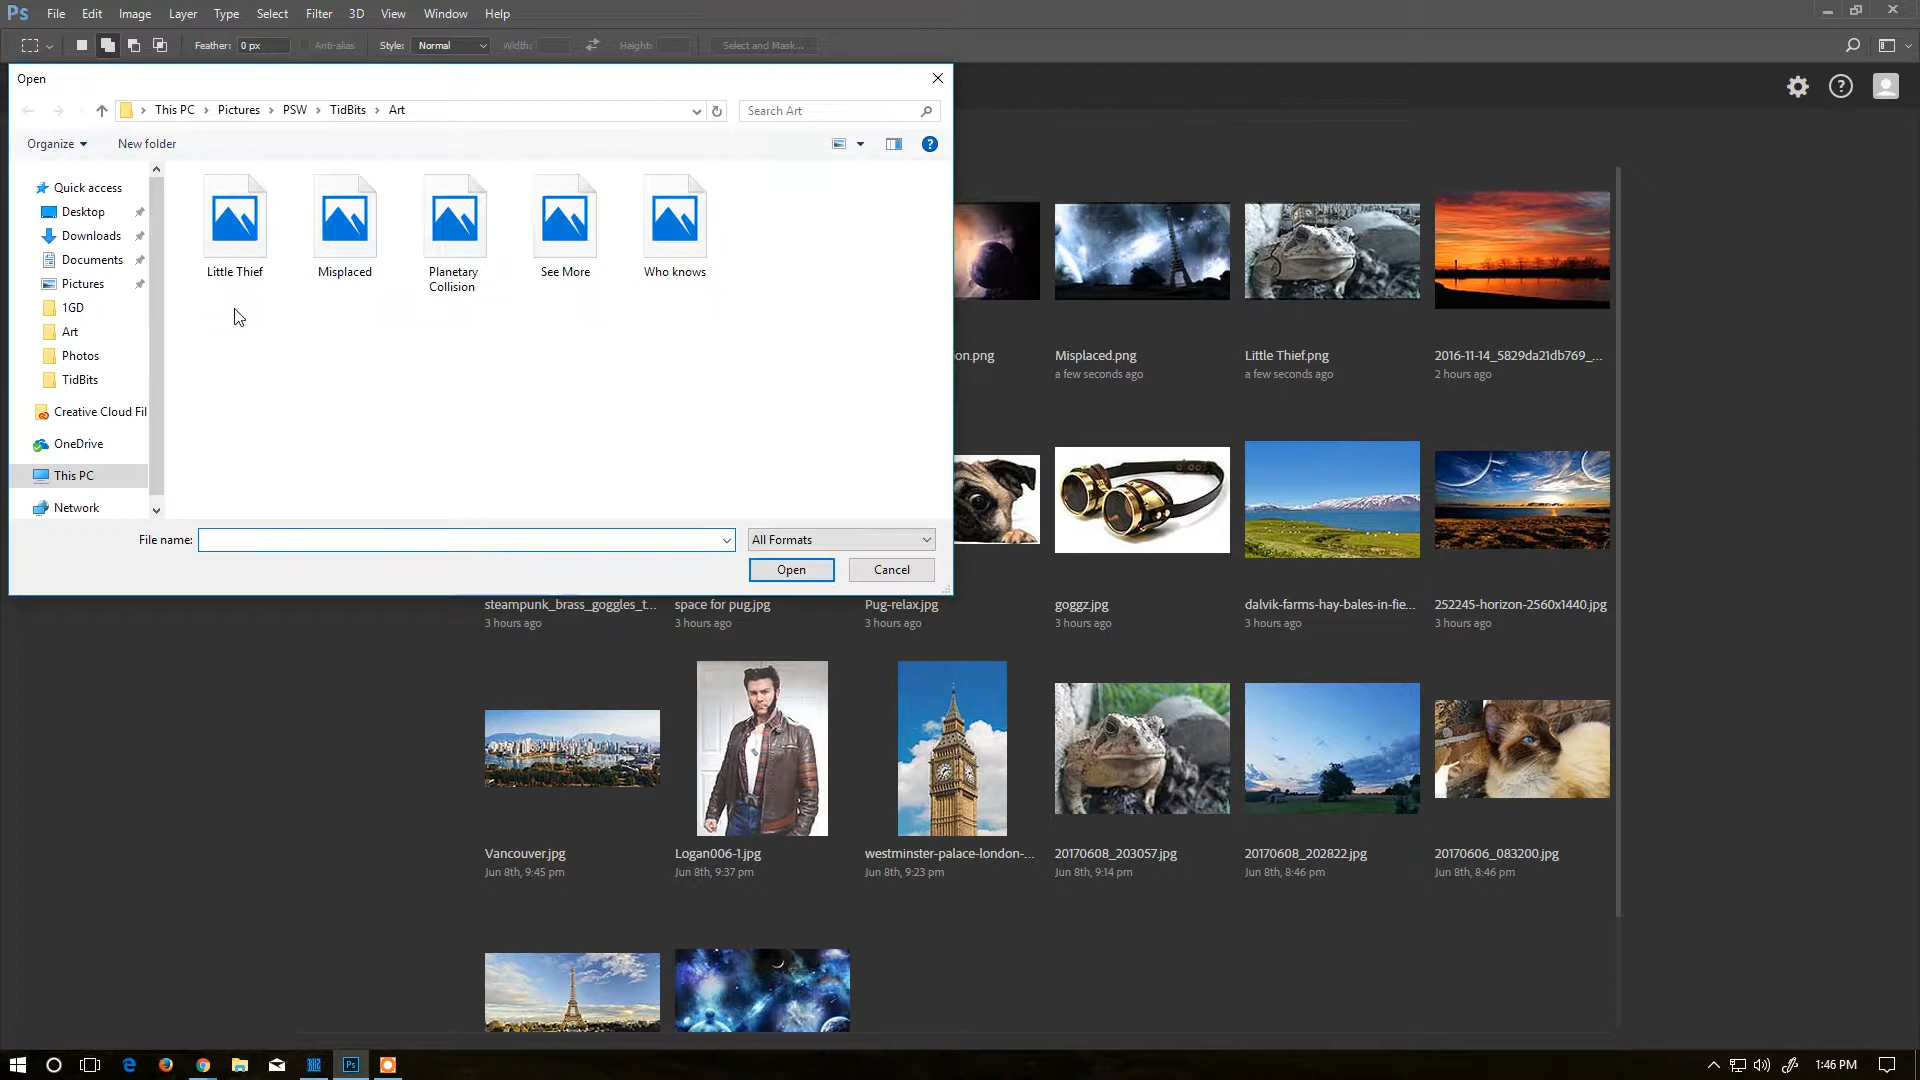 Ps File Edit Image Layer Type Select Filter 3D View Window Help
Feather: 0 px Anti-alias Style: Normal Width: Height: Select and Mask...
Open
This PC Pictures PSW TidBits Art
Search Art
Organize New folder
Quick access
Desktop
Downloads
Documents
Pictures
1GD
Art
Photos
TidBits
Creative Cloud Fil
OneDrive
This PC
Network
Little Thief
Misplaced
Planetary
Collision
See More
Who knows
File name:
All Formats
Open Cancel
on.png
Misplaced.png
a few seconds ago
Little Thief.png
a few seconds ago
2016-11-14_5829da21db769_...
2 hours ago
steampunk_brass_goggles_t...
3 hours ago
space for pug.jpg
3 hours ago
Pug-relax.jpg
3 hours ago
goggz.jpg
3 hours ago
dalvik-farms-hay-bales-in-fie...
3 hours ago
252245-horizon-2560x1440.jpg
3 hours ago
Vancouver.jpg
Jun 8th, 9:45 pm
Logan006-1.jpg
Jun 8th, 9:37 pm
westminster-palace-london-...
Jun 8th, 9:23 pm
20170608_203057.jpg
Jun 8th, 9:14 pm
20170608_202822.jpg
Jun 8th, 8:46 pm
20170606_083200.jpg
Jun 8th, 8:46 pm
Ps
1:46 PM